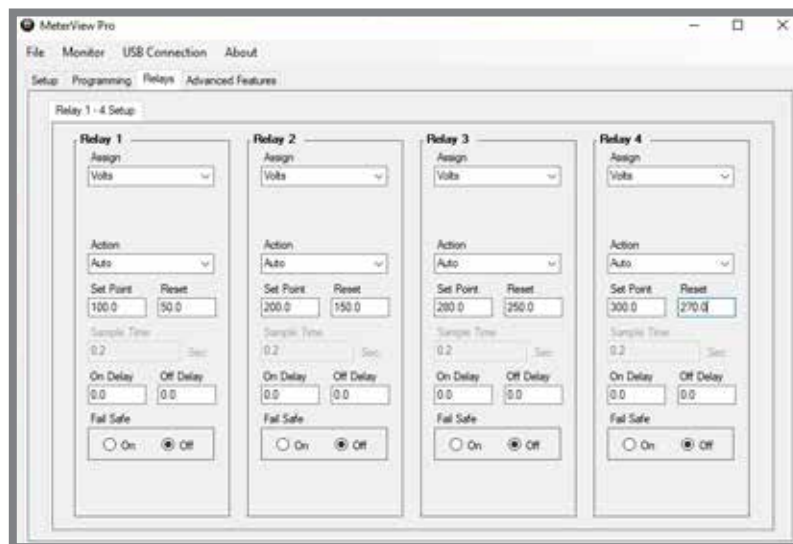 MeterView Pro
File Monitor USB Connection About
Setup Programming Relays Advanced Features
Relay 1 - 4 Setup
Relay 1
Assign
Volts
Action
Auto
Set Point Reset
100.0 50.0
Sample Time
0.2 Sec
On Delay Off Delay
0.0 0.0
Fail Safe
On Off
Relay 2
Assign
Volts
Action
Auto
Set Point Reset
200.0 150.0
Sample Time
0.2 Sec
On Delay Off Delay
0.0 0.0
Fail Safe
On Off
Relay 3
Assign
Volts
Action
Auto
Set Point Reset
280.0 250.0
Sample Time
0.2 Sec
On Delay Off Delay
0.0 0.0
Fail Safe
On Off
Relay 4
Assign
Volts
Action
Auto
Set Point Reset
300.0 270.0
Sample Time
0.2 Sec
On Delay Off Delay
0.0 0.0
Fail Safe
On Off